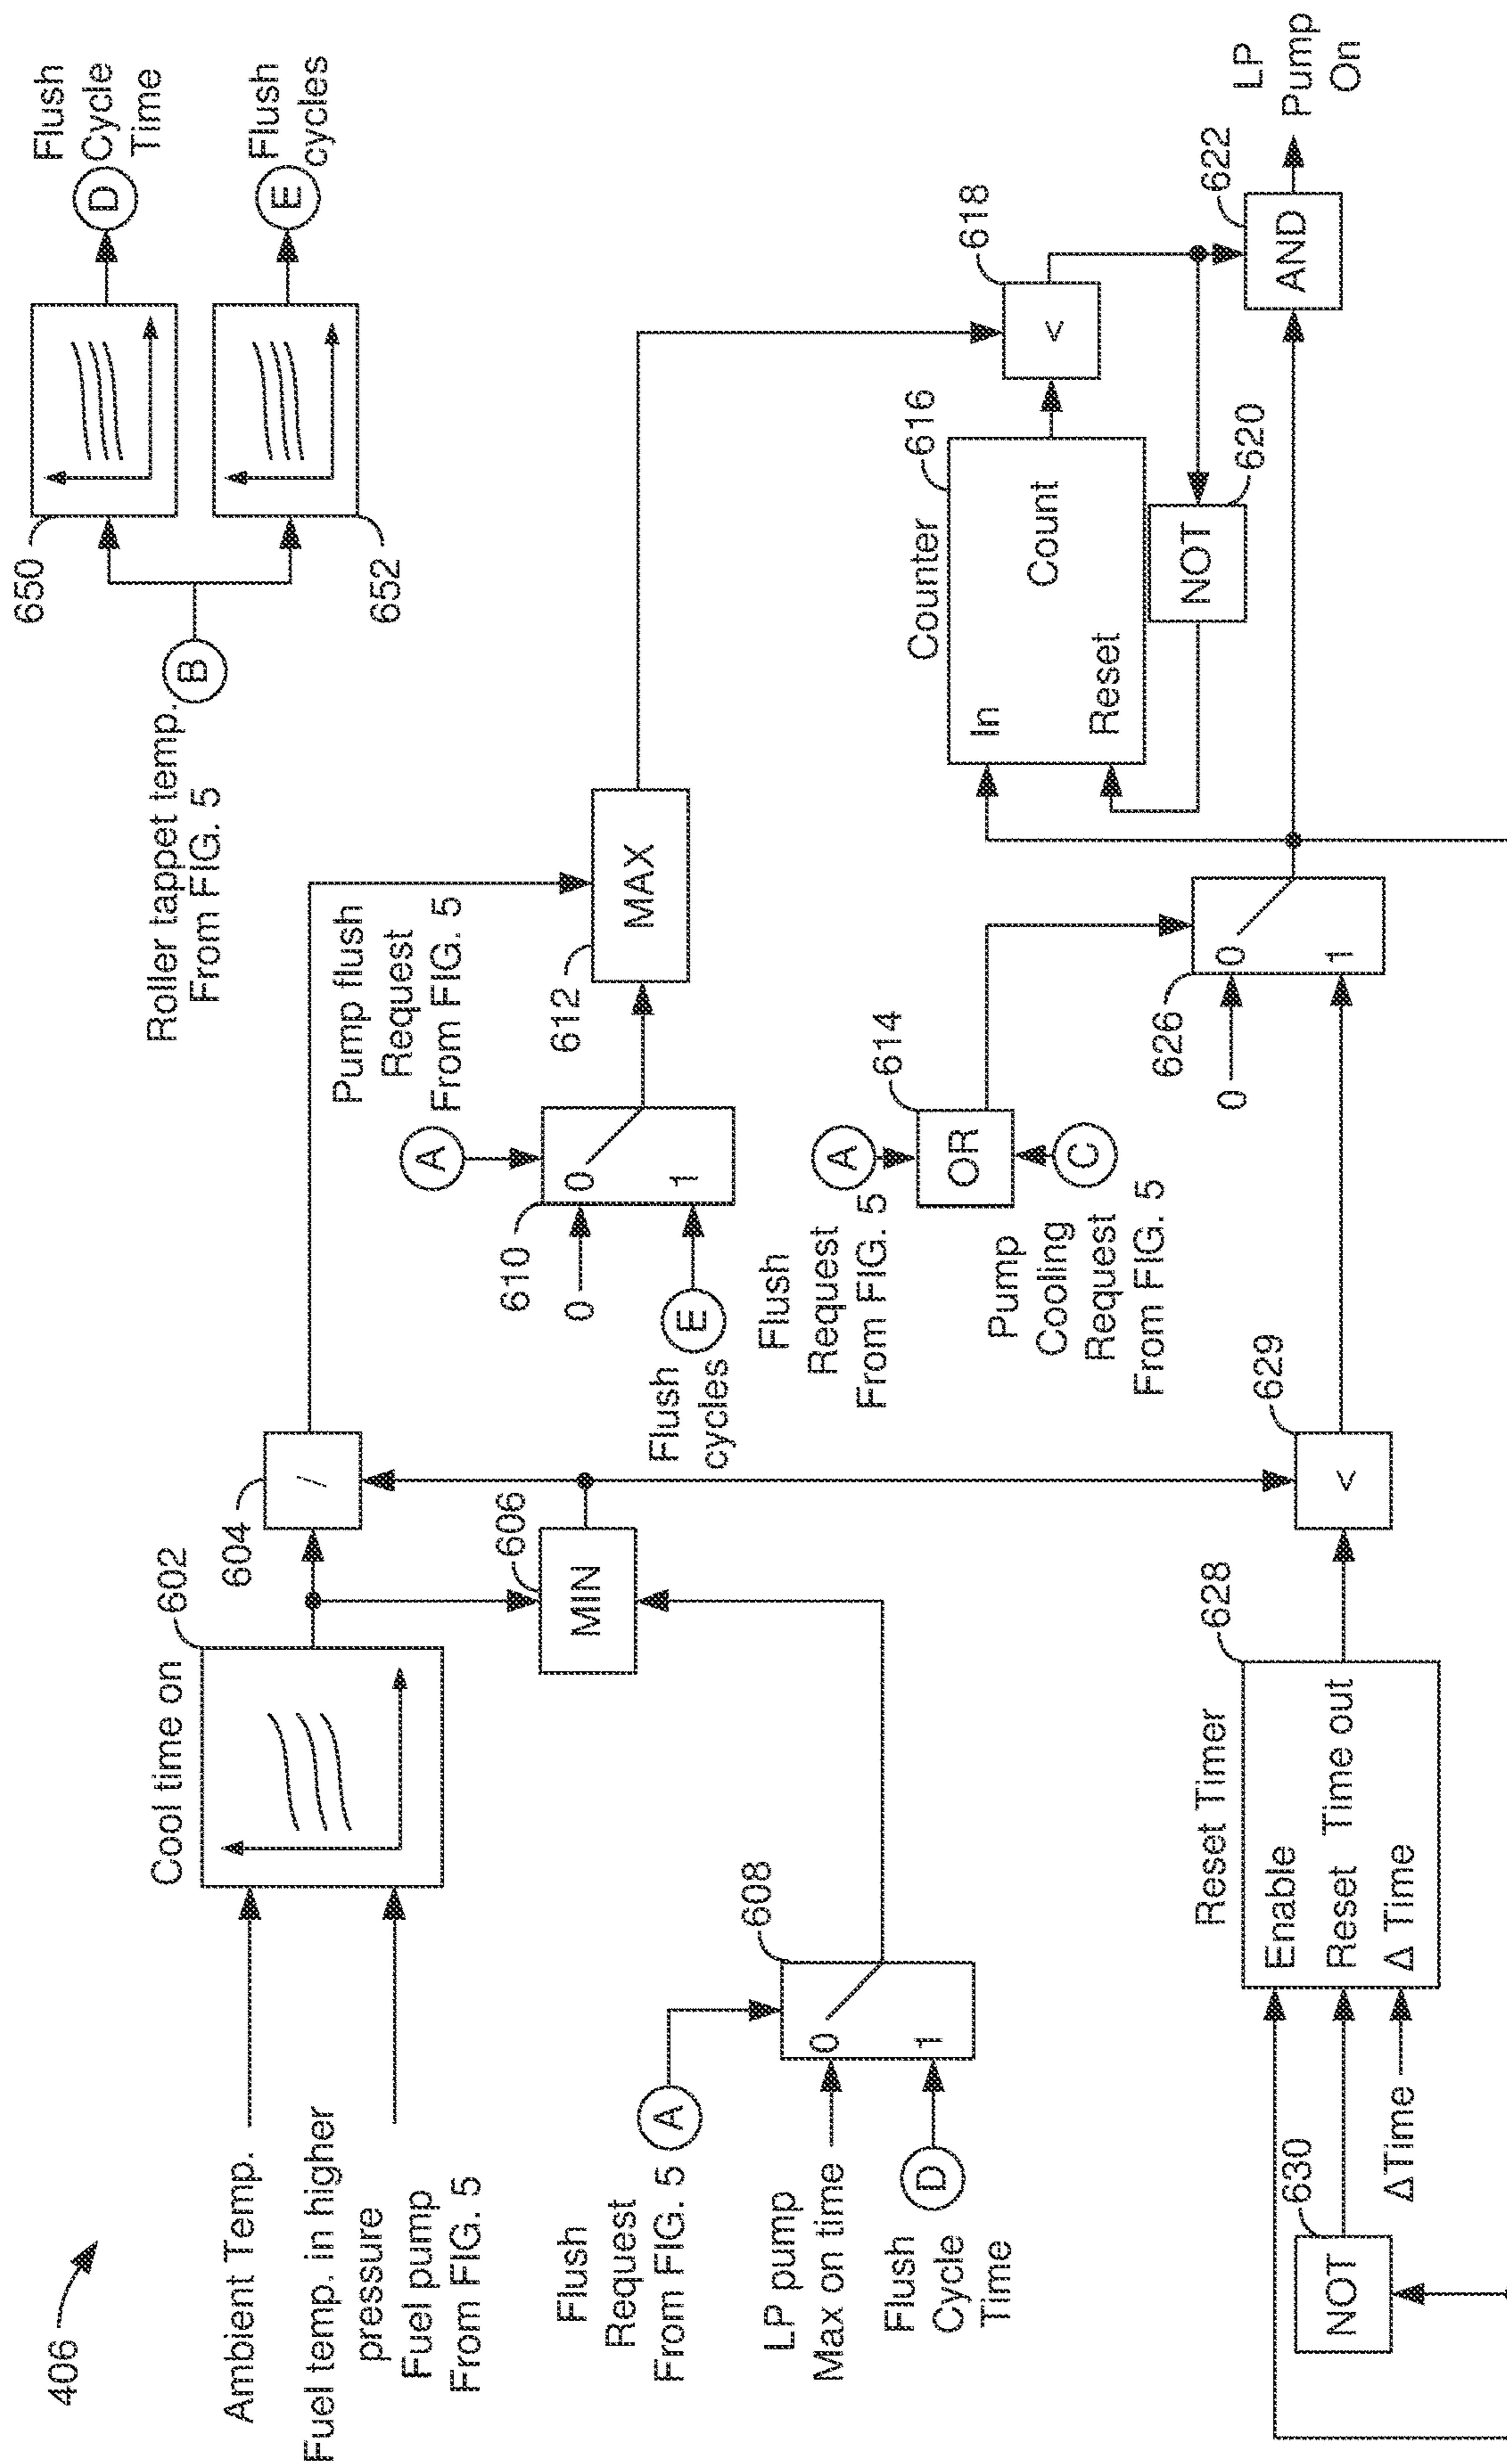 406
Ambient Temp.
Fuel temp. in higher
pressure
Fuel pump
From FIG. 5
Cool time on
602
604
/
606
MIN
Flush
Request
From FIG. 5
A
LP pump
Max on time
D
Flush
Cycle
Time
608
0
1
Roller tappet temp.
From FIG. 5
B
650
652
D
Flush
Cycle
Time
E
Flush
cycles
Pump flush
Request
From FIG. 5
A
610
0
0
1
E
Flush
cycles
612
MAX
Flush
Request
From FIG. 5
A
614
OR
C
Pump
Cooling
Request
From FIG. 5
Counter
616
In
Count
Reset
618
<
620
NOT
622
AND
LP
Pump
On
626
0
0
1
630
NOT
Δ Time
Reset Timer
628
Enable
Reset Time out
Δ Time
629
<